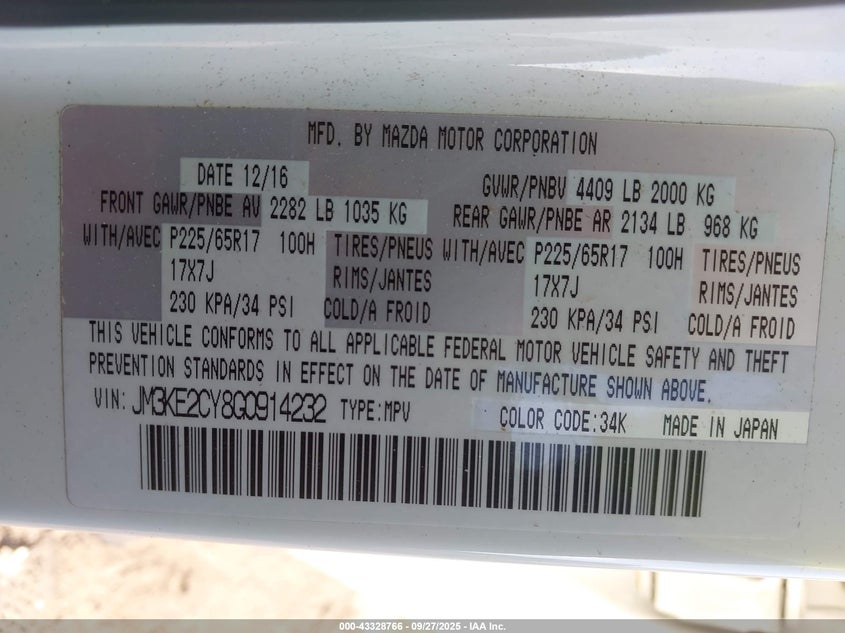 MFD. BY MAZDA MOTOR CORPORATION
DATE 12/16 GVWR/PNBV 4409 LB 2000 KG
FRONT GAWR/PNBE AV 2282 LB 1035 KG REAR GAWR/PNBE AR 2134 LB 968 KG
WITH/AVEC P225/65R17 100H TIRES/PNEUS WITH/AVEC P225/65R17 100H TIRES/PNEUS
17X7J RIMS/JANTES 17X7J RIMS/JANTES
230 KPA/34 PSI COLD/A FROID 230 KPA/34 PSI COLD/A FROID
THIS VEHICLE CONFORMS TO ALL APPLICABLE FEDERAL MOTOR VEHICLE SAFETY AND THEFT
PREVENTION STANDARDS IN EFFECT ON THE DATE OF MANUFACTURE SHOWN ABOVE.
VIN: JM3KE2CY8G0914232 TYPE:MPV COLOR CODE:34K MADE IN JAPAN
000-43328766 - 09/27/2025 - IAA Inc.